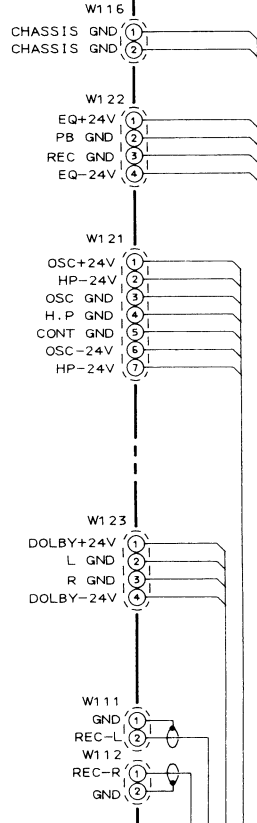 W116
CHASSIS GND 1
CHASSIS GND 2
W122
EQ+24V 1
PB GND 2
REC GND 3
EQ-24V 4
W121
OSC+24V 1
HP-24V 2
OSC GND 3
H.P GND 4
CONT GND 5
OSC-24V 6
HP-24V 7
W123
DOLBY+24V 1
L GND 2
R GND 3
DOLBY-24V 4
W111
GND 1
REC-L 2
W112
REC-R 1
GND 2